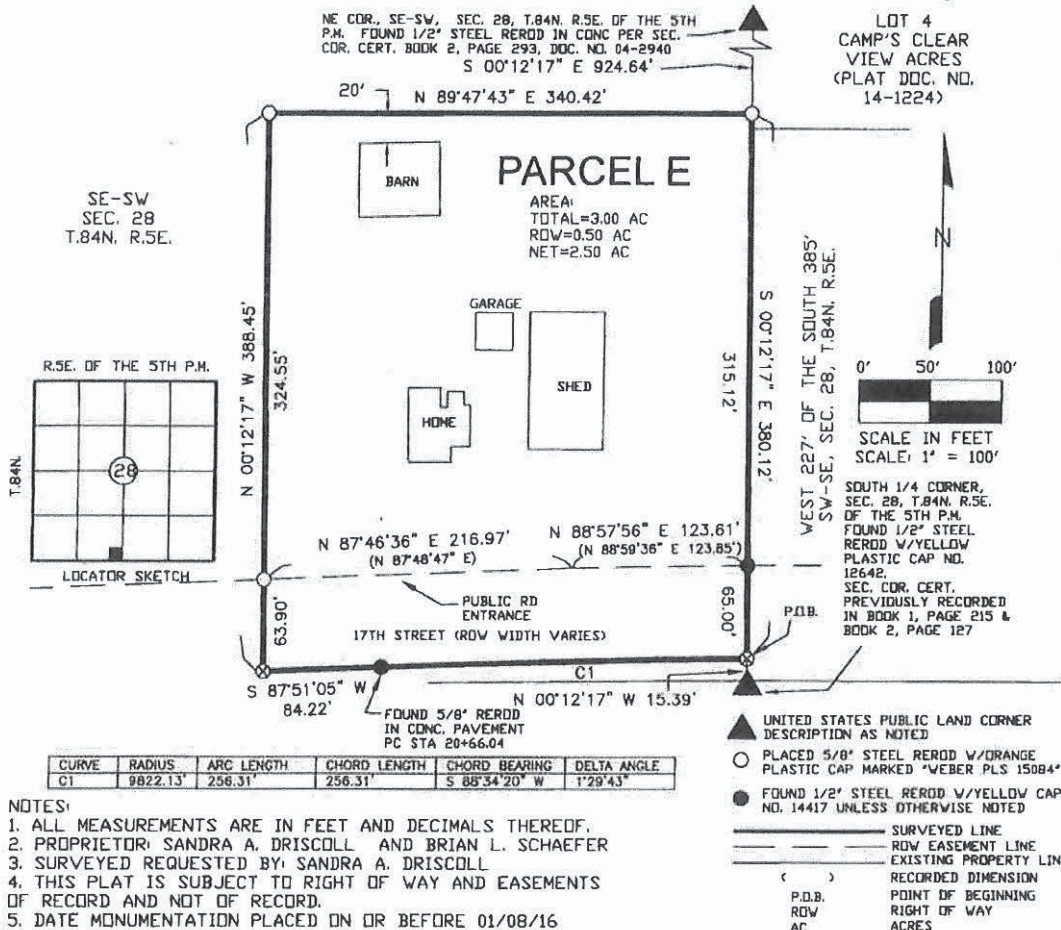 NE COR., SE-SW, SEC. 28, T.84N. R.5E. OF THE 5TH
P.M. FOUND 1/2" STEEL REROD IN CONC PER SEC.
COR. CERT. BOOK 2, PAGE 293, DOC. NO. 04-2940
S 00°12'17" E 924.64'
LOT 4
CAMP'S CLEAR
VIEW ACRES
(PLAT DOC. NO.
14-1224)
20'
N 89°47'43" E 340.42'
BARN
PARCEL E
AREA:
TOTAL=3.00 AC
ROW=0.50 AC
NET=2.50 AC
SE-SW
SEC. 28
T.84N. R.5E.
N
N 00°12'17" W 388.45'
324.55'
GARAGE
SHED
HOME
315.12'
S 00°12'17" E 380.12'
WEST 227' OF THE SOUTH 385'
SW-SE, SEC. 28, T.84N. R.5E.
R.5E. OF THE 5TH P.M.
T.84N.
28
LOCATOR SKETCH
0' 50' 100'
SCALE IN FEET
SCALE: 1" = 100'
SOUTH 1/4 CORNER,
SEC. 28, T.84N. R.5E.
OF THE 5TH P.M.
FOUND 1/2" STEEL
REROD W/YELLOW
PLASTIC CAP NO.
12642.
SEC. COR. CERT.
PREVIOUSLY RECORDED
IN BOOK 1, PAGE 215 &
BOOK 2, PAGE 127
N 87°46'36" E 216.97'
(N 87°48'47" E)
N 88°57'56" E 123.61'
(N 88°59'36" E 123.85')
PUBLIC RD
ENTRANCE
63.90'
65.00'
P.O.B.
17TH STREET (ROW WIDTH VARIES)
C1
S 87°51'05" W
84.22'
N 00°12'17" W 15.39'
FOUND 5/8" REROD
IN CONC. PAVEMENT
PC STA 20+66.04
CURVE RADIUS ARC LENGTH CHORD LENGTH CHORD BEARING DELTA ANGLE
C1 9822.13' 256.31' 256.31' S 88°34'20" W 1°29'43"
UNITED STATES PUBLIC LAND CORNER
DESCRIPTION AS NOTED
PLACED 5/8" STEEL REROD W/ORANGE
PLASTIC CAP MARKED "WEBER PLS 15084"
FOUND 1/2" STEEL REROD W/YELLOW CAP
NO. 14417 UNLESS OTHERWISE NOTED
SURVEYED LINE
ROW EASEMENT LINE
EXISTING PROPERTY LIN
( ) RECORDED DIMENSION
P.O.B. POINT OF BEGINNING
ROW RIGHT OF WAY
AC ACRES
NOTES:
1. ALL MEASUREMENTS ARE IN FEET AND DECIMALS THEREOF.
2. PROPRIETOR: SANDRA A. DRISCOLL AND BRIAN L. SCHAEFER
3. SURVEYED REQUESTED BY: SANDRA A. DRISCOLL
4. THIS PLAT IS SUBJECT TO RIGHT OF WAY AND EASEMENTS
OF RECORD AND NOT OF RECORD.
5. DATE MONUMENTATION PLACED ON OR BEFORE 01/08/16